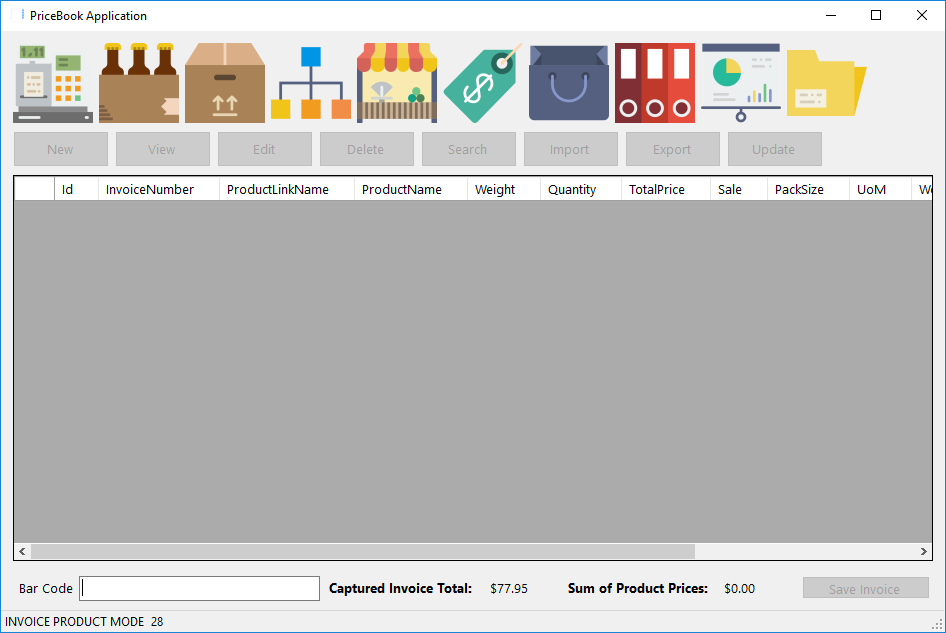 PriceBook Application
1,11
$
New View Edit Delete Search Import Export Update
Id InvoiceNumber ProductLinkName ProductName Weight Quantity TotalPrice Sale PackSize UoM
Bar Code Captured Invoice Total: $77.95 Sum of Product Prices: $0.00 Save Invoice
INVOICE PRODUCT MODE 28